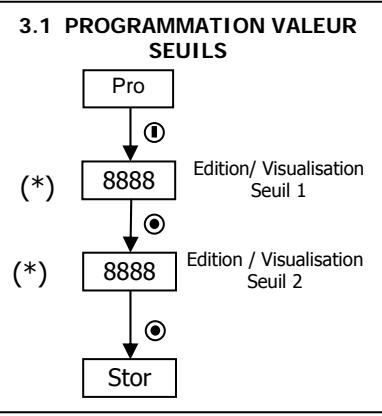 3.1 PROGRAMMATION VALEUR
SEUILS
Pro
(*) 8888 Edition/ Visualisation
Seuil 1
(*) 8888 Edition / Visualisation
Seuil 2
Stor